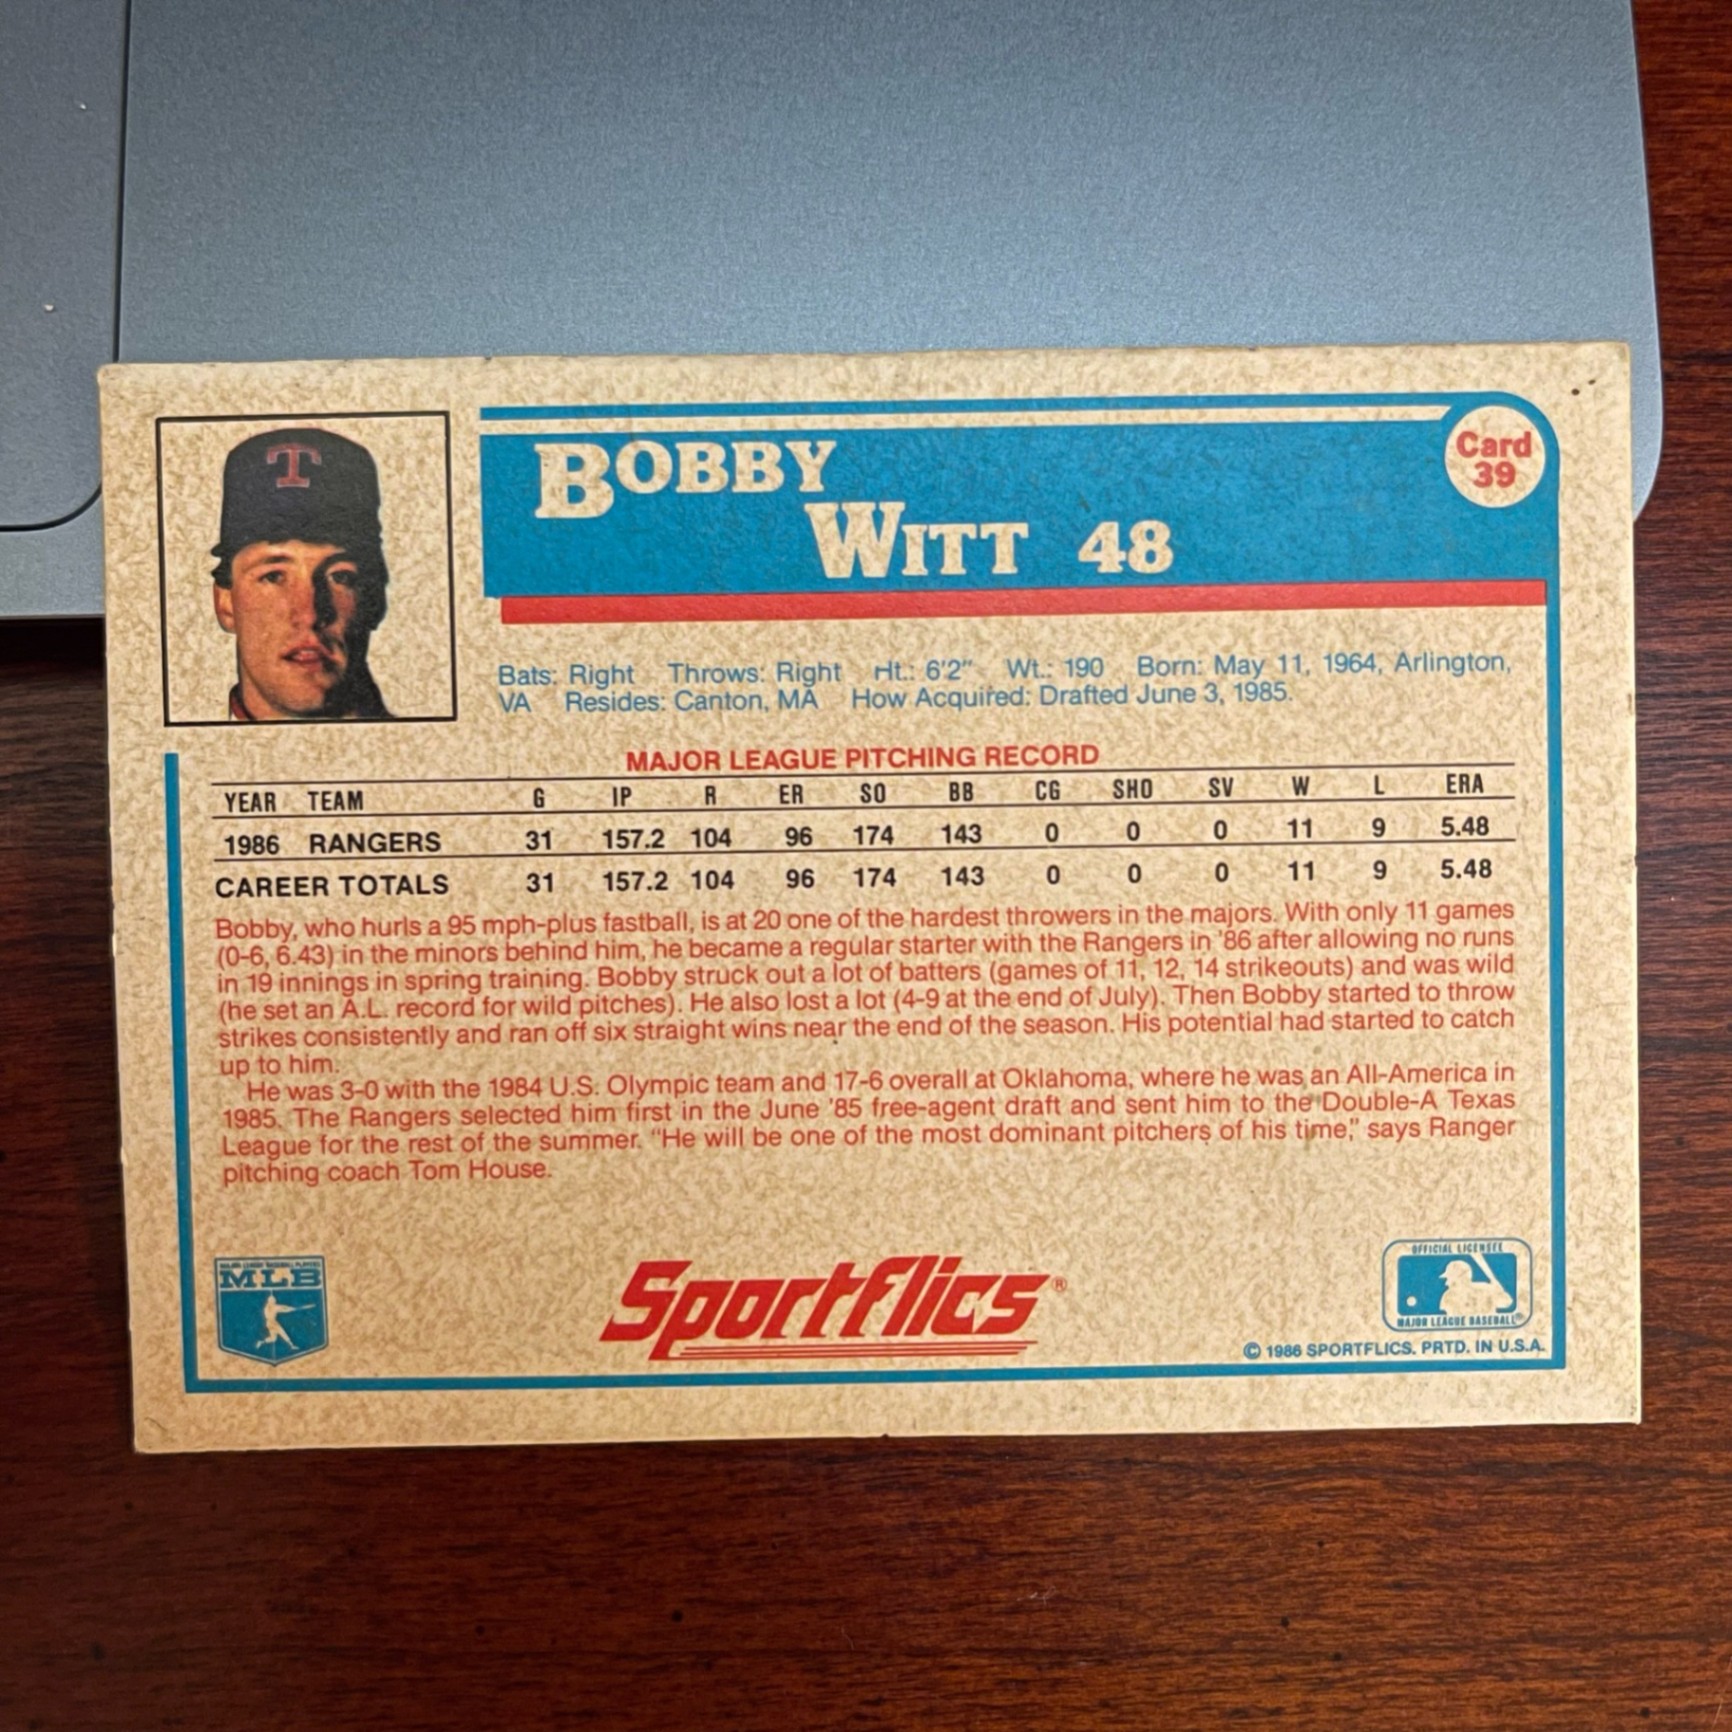 Card
39
BOBBY
WITT 48
Bats: Right Throws: Right Ht.: 6'2" Wt.: 190 Born: May 11, 1964, Arlington,
VA Resides: Canton, MA How Acquired: Drafted June 3, 1985.
MAJOR LEAGUE PITCHING RECORD
YEAR TEAM G IP R ER SO BB CG SHO SV W L ERA
1986 RANGERS 31 157.2 104 96 174 143 0 0 0 11 9 5.48
CAREER TOTALS 31 157.2 104 96 174 143 0 0 0 11 9 5.48
Bobby, who hurls a 95 mph-plus fastball, is at 20 one of the hardest throwers in the majors. With only 11 games
(0-6, 6.43) in the minors behind him, he became a regular starter with the Rangers in '86 after allowing no runs
in 19 innings in spring training. Bobby struck out a lot of batters (games of 11, 12, 14 strikeouts) and was wild
(he set an A.L. record for wild pitches). He also lost a lot (4-9 at the end of July). Then Bobby started to throw
strikes consistently and ran off six straight wins near the end of the season. His potential had started to catch
up to him.
He was 3-0 with the 1984 U.S. Olympic team and 17-6 overall at Oklahoma, where he was an All-America in
1985. The Rangers selected him first in the June '85 free-agent draft and sent him to the Double-A Texas
League for the rest of the summer. "He will be one of the most dominant pitchers of his time," says Ranger
pitching coach Tom House.
MAJOR LEAGUE BASEBALL PLAYERS
MLB
Sportflics®
OFFICIAL LICENSEE
MAJOR LEAGUE BASEBALL®
© 1986 SPORTFLICS. PRTD. IN U.S.A.
T